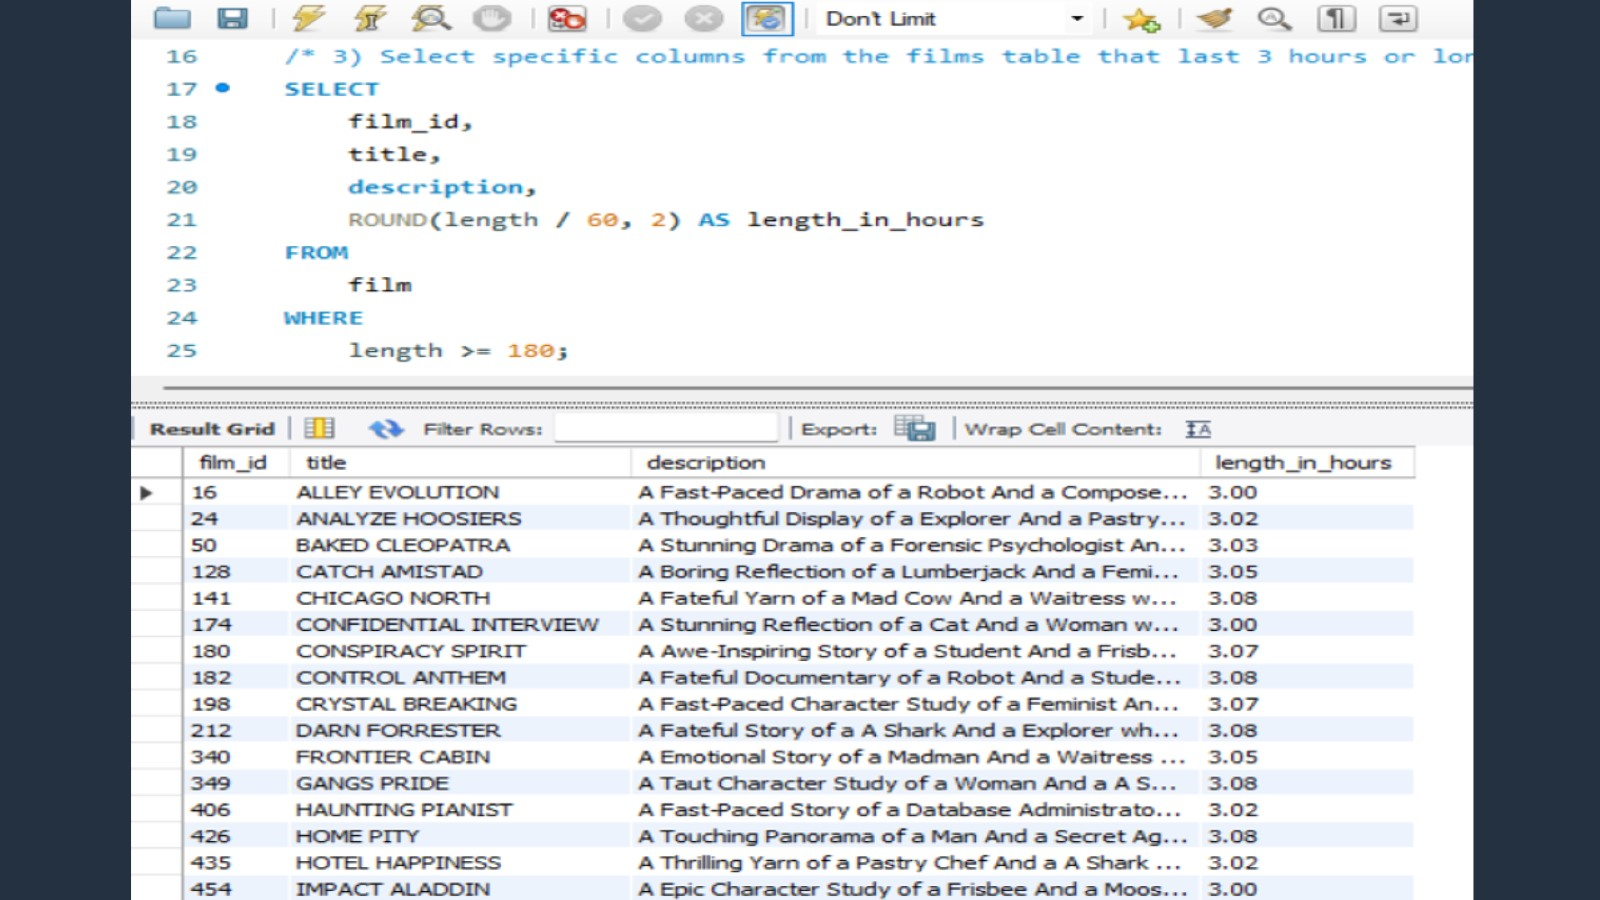 Don't Limit
16 /* 3) Select specific columns from the films table that last 3 hours or lon
17 SELECT
18 film_id,
19 title,
20 description,
21 ROUND(length / 60, 2) AS length_in_hours
22 FROM
23 film
24 WHERE
25 length >= 180;
Result Grid Filter Rows: Export: Wrap Cell Content:
film_id title description length_in_hours
16 ALLEY EVOLUTION A Fast-Paced Drama of a Robot And a Compose... 3.00
24 ANALYZE HOOSIERS A Thoughtful Display of a Explorer And a Pastry... 3.02
50 BAKED CLEOPATRA A Stunning Drama of a Forensic Psychologist An... 3.03
128 CATCH AMISTAD A Boring Reflection of a Lumberjack And a Femi... 3.05
141 CHICAGO NORTH A Fateful Yarn of a Mad Cow And a Waitress w... 3.08
174 CONFIDENTIAL INTERVIEW A Stunning Reflection of a Cat And a Woman w... 3.00
180 CONSPIRACY SPIRIT A Awe-Inspiring Story of a Student And a Frisb... 3.07
182 CONTROL ANTHEM A Fateful Documentary of a Robot And a Stude... 3.08
198 CRYSTAL BREAKING A Fast-Paced Character Study of a Feminist An... 3.07
212 DARN FORRESTER A Fateful Story of a A Shark And a Explorer wh... 3.08
340 FRONTIER CABIN A Emotional Story of a Madman And a Waitress ... 3.05
349 GANGS PRIDE A Taut Character Study of a Woman And a A S... 3.08
406 HAUNTING PIANIST A Fast-Paced Story of a Database Administrato... 3.02
426 HOME PITY A Touching Panorama of a Man And a Secret Ag... 3.08
435 HOTEL HAPPINESS A Thrilling Yarn of a Pastry Chef And a A Shark ... 3.02
454 IMPACT ALADDIN A Epic Character Study of a Frisbee And a Moos... 3.00